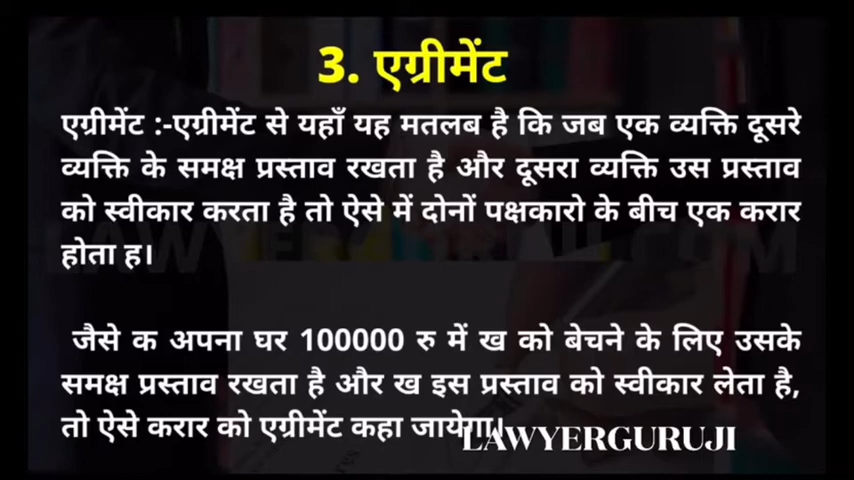 3. एग्रीमेंट
एग्रीमेंट :-एग्रीमेंट से यहाँ यह मतलब है कि जब एक व्यक्ति दूसरे
व्यक्ति के समक्ष प्रस्ताव रखता है और दूसरा व्यक्ति उस प्रस्ताव
को स्वीकार करता है तो ऐसे में दोनों पक्षकारो के बीच एक करार
होता ह।
जैसे क अपना घर 100000 रु में ख को बेचने के लिए उसके
समक्ष प्रस्ताव रखता है और ख इस प्रस्ताव को स्वीकार लेता है,
तो ऐसे करार को एग्रीमेंट कहा जायेगा।
LAWYERGURUJI